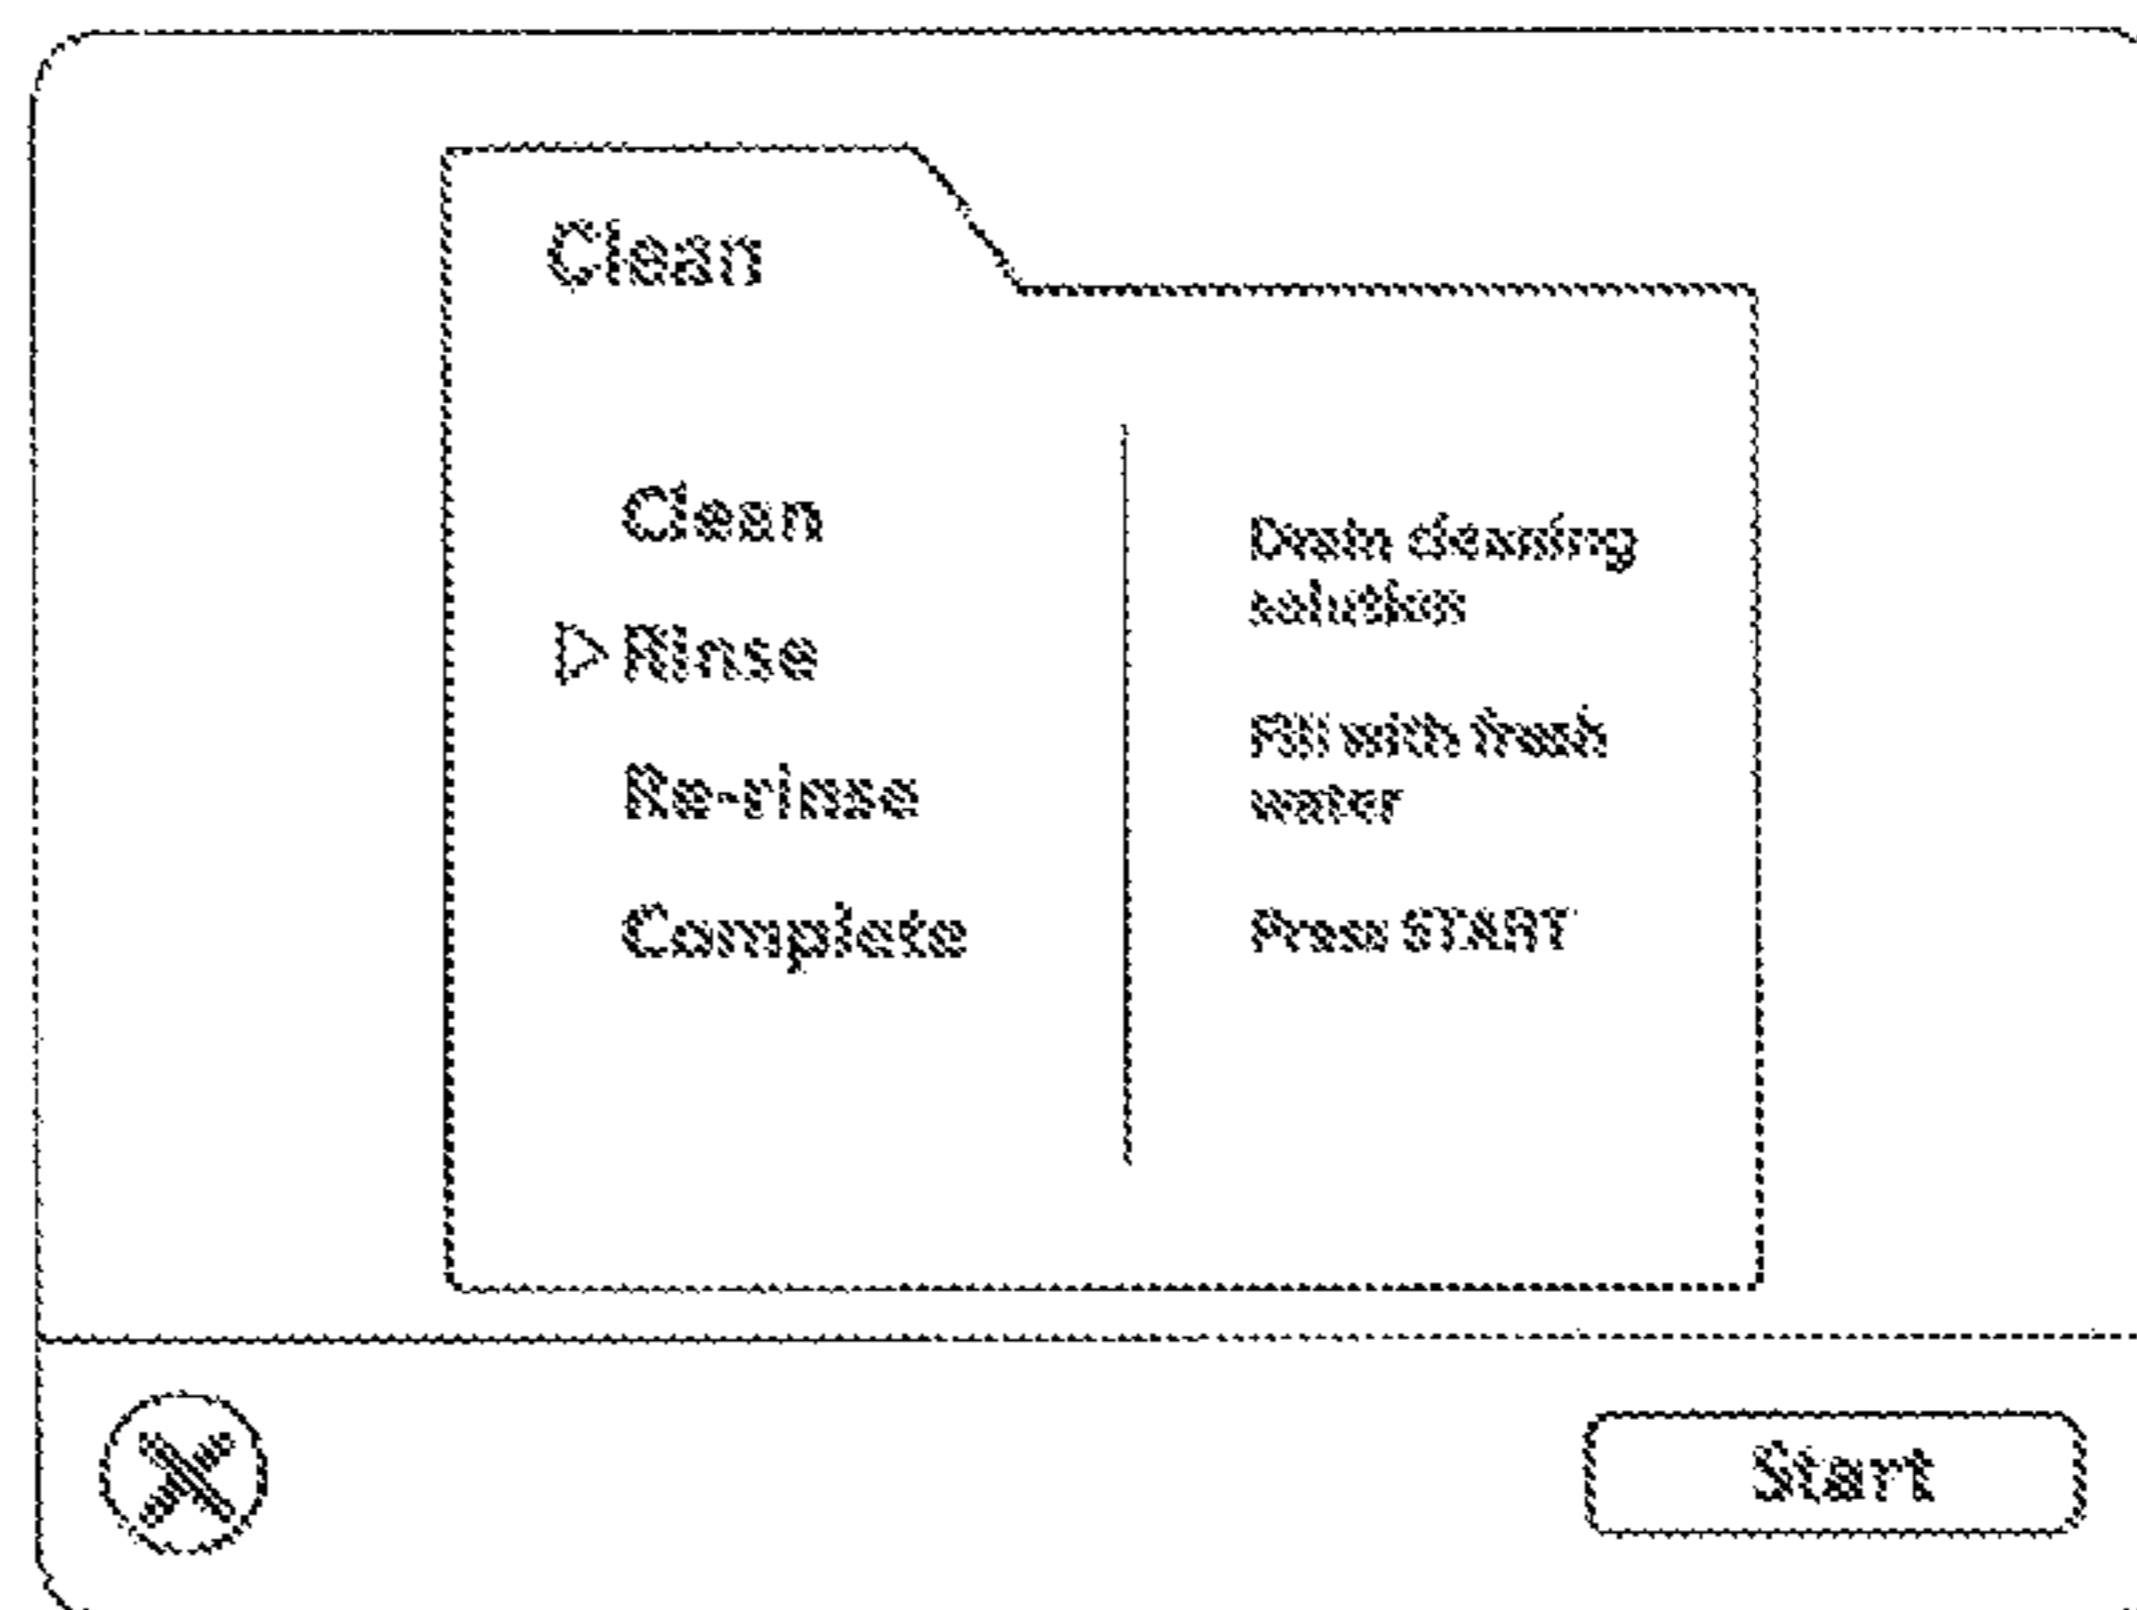 Clean
Clean
Rinse
Re-rinse
Complete
Drain cleaning
solution
Fill with fresh
water
Press START
Start